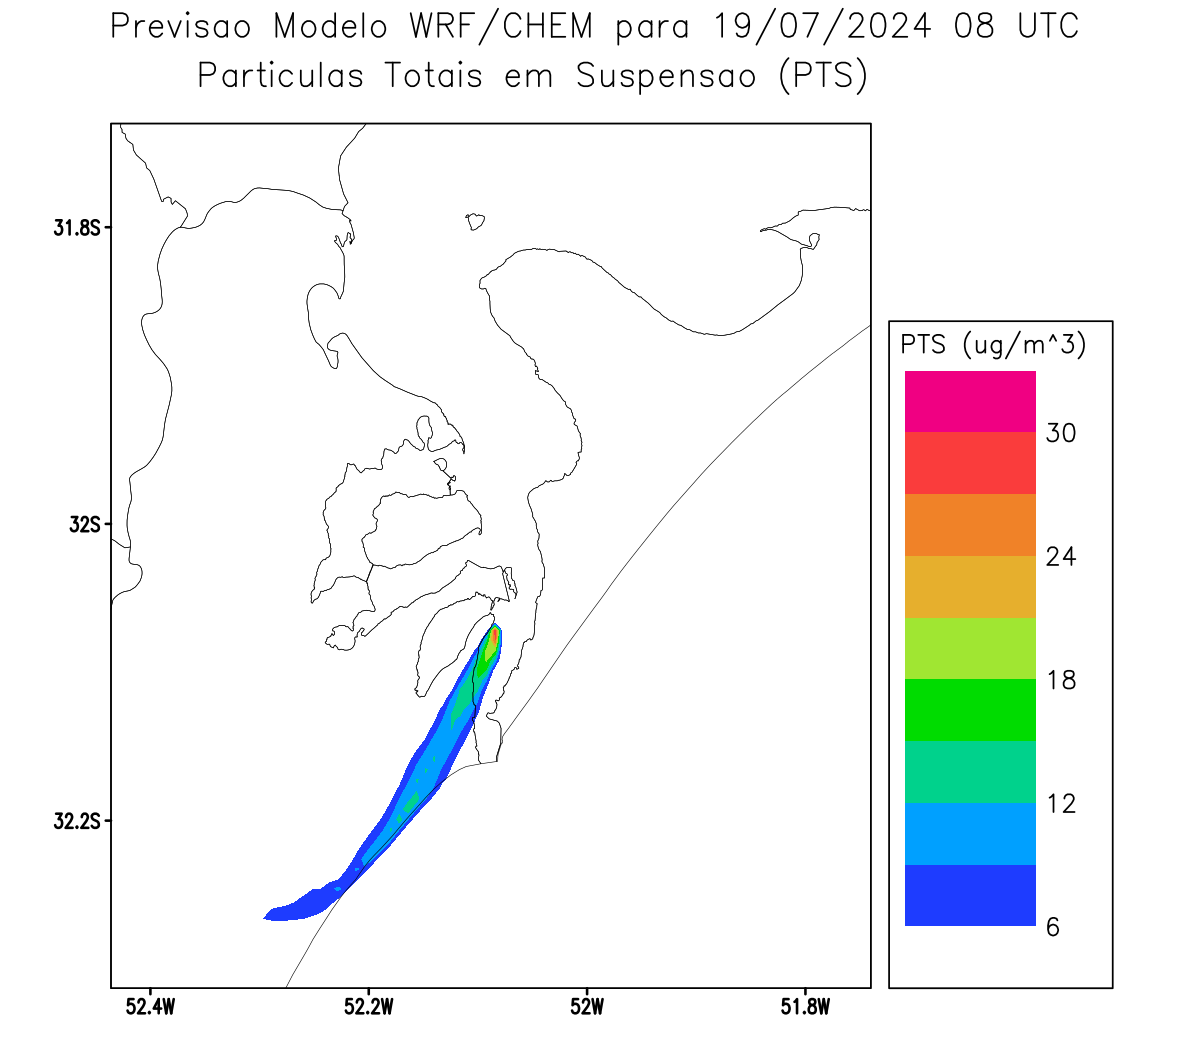 Previsao Modelo WRF/CHEM para 19/07/2024 08 UTC
Particulas Totais em Suspensao (PTS)
31.8S
32S
32.2S
52.4W
52.2W
52W
51.8W
PTS (ug/m^3)
30
24
18
12
6